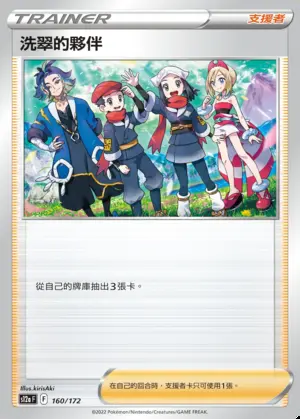 TRAINER
支援者
洗翠的夥伴
從自己的牌庫抽出3張卡。
Illus.kirisAki
S12a F F 160/172
在自己的回合時,支援者卡只可使用1張。
©2022 Pokémon/Nintendo/Creatures/GAME FREAK.